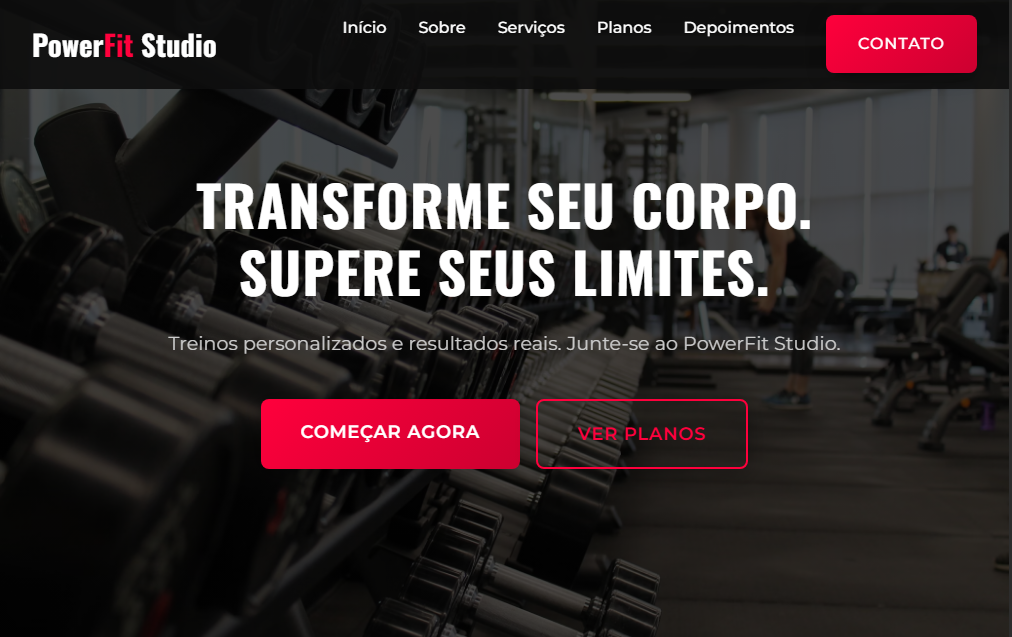 PowerFit Studio
Início
Sobre
Serviços
Planos
Depoimentos
CONTATO
TRANSFORME SEU CORPO.
SUPERE SEUS LIMITES.
Treinos personalizados e resultados reais. Junte-se ao PowerFit Studio.
COMEÇAR AGORA
VER PLANOS